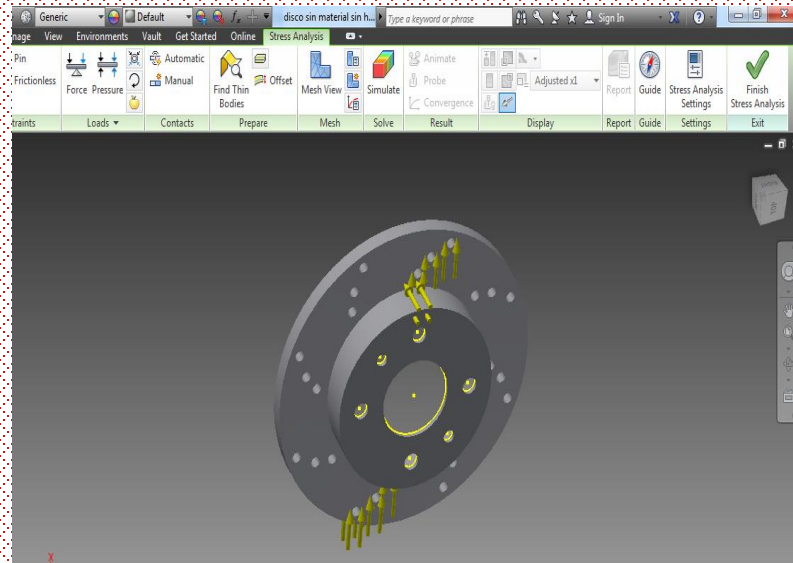 Generic Default disco sin material sin h... Type a keyword or phrase Sign In
View Environments Vault Get Started Online Stress Analysis
Pin Automatic Animate
Frictionless Force Pressure Manual Find Thin Bodies Offset Mesh View Simulate Probe Adjusted x1 Report Guide Stress Analysis Settings Finish Stress Analysis
Convergence
Loads Contacts Prepare Mesh Solve Result Display Report Guide Settings Exit
X